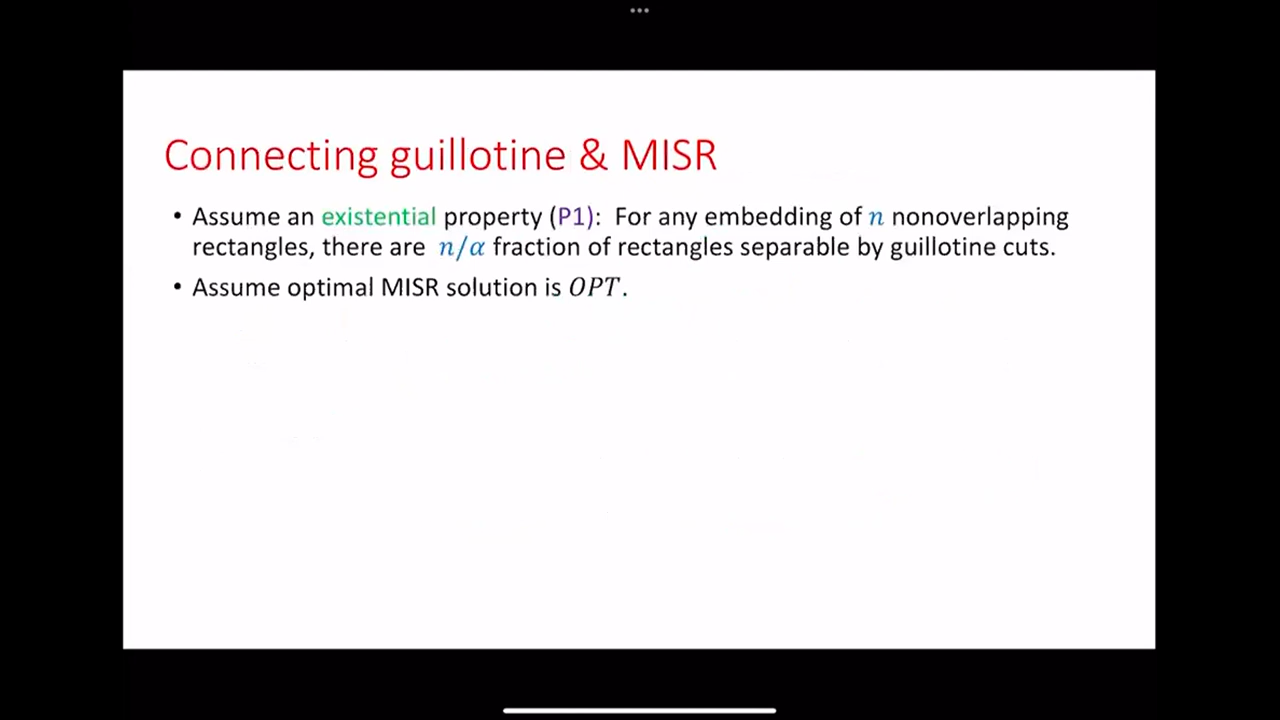 Connecting guillotine & MISR
• Assume an existential property (P1): For any embedding of n nonoverlapping
rectangles, there are n/α fraction of rectangles separable by guillotine cuts.
• Assume optimal MISR solution is OPT.